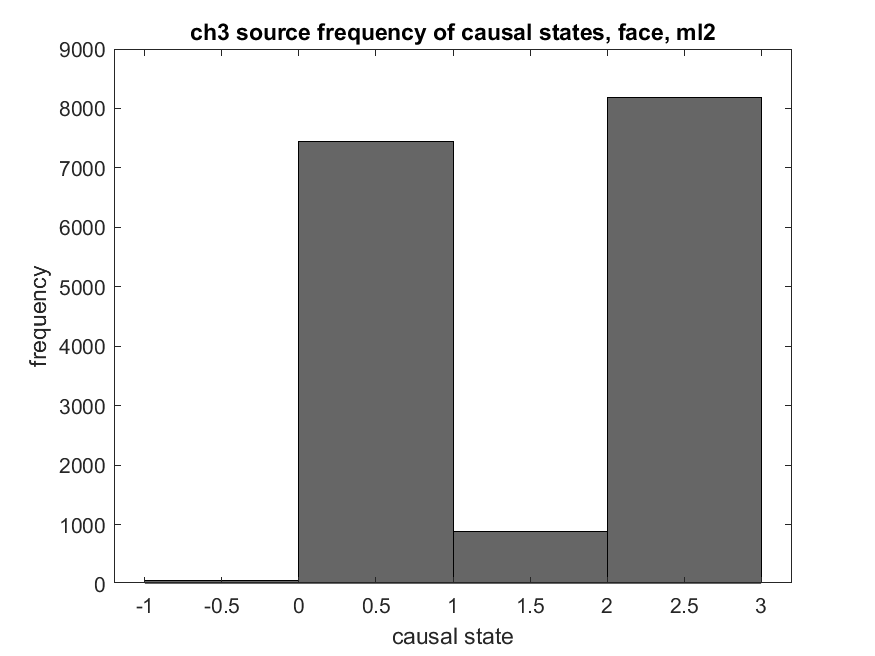 ch3 source frequency of causal states, face, ml2
9000
8000
7000
6000
5000
4000
3000
2000
1000
0
frequency
-1 -0.5 0 0.5 1 1.5 2 2.5 3
causal state